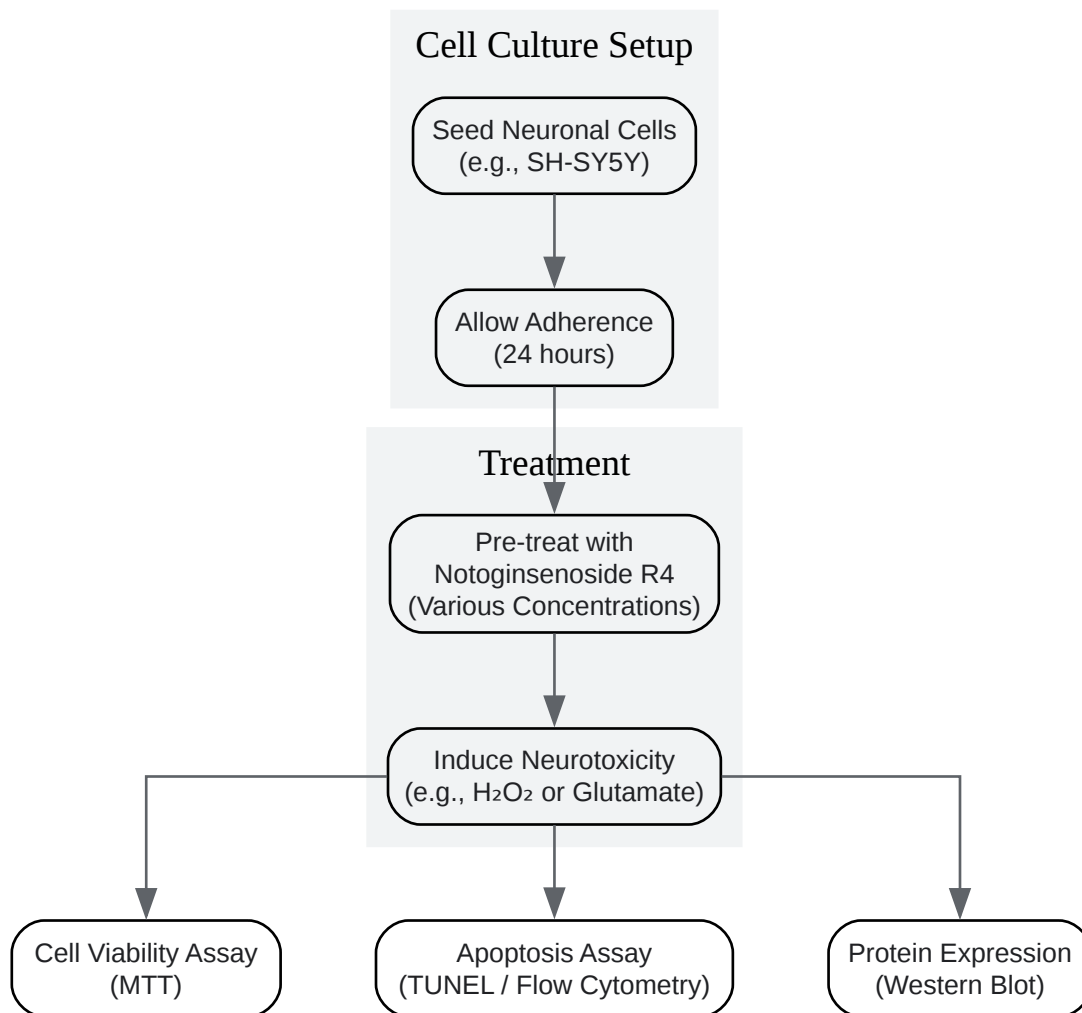 Cell Culture Setup
Seed Neuronal Cells
(e.g., SH-SY5Y)
Allow Adherence
(24 hours)
Treatment
Pre-treat with
Notoginsenoside R4
(Various Concentrations)
Induce Neurotoxicity
(e.g., H₂O₂ or Glutamate)
Cell Viability Assay
(MTT)
Apoptosis Assay
(TUNEL / Flow Cytometry)
Protein Expression
(Western Blot)